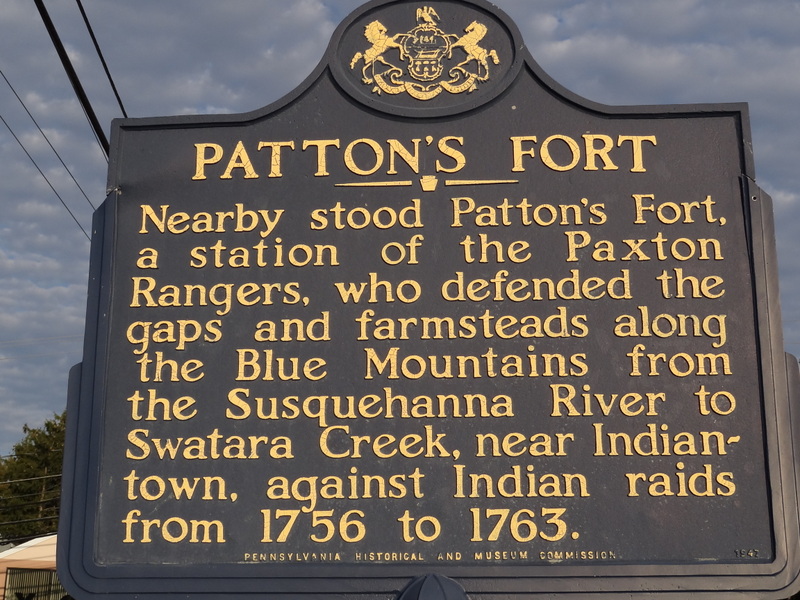 PATTON'S FORT
Nearby stood Patton's Fort,
a station of the Paxton
Rangers, who defended the
gaps and farmsteads along
the Blue Mountains from
the Susquehanna River to
Swatara Creek, near Indian-
town, against Indian raids
from 1756 to 1763.
PENNSYLVANIA HISTORICAL AND MUSEUM COMMISSION 1947